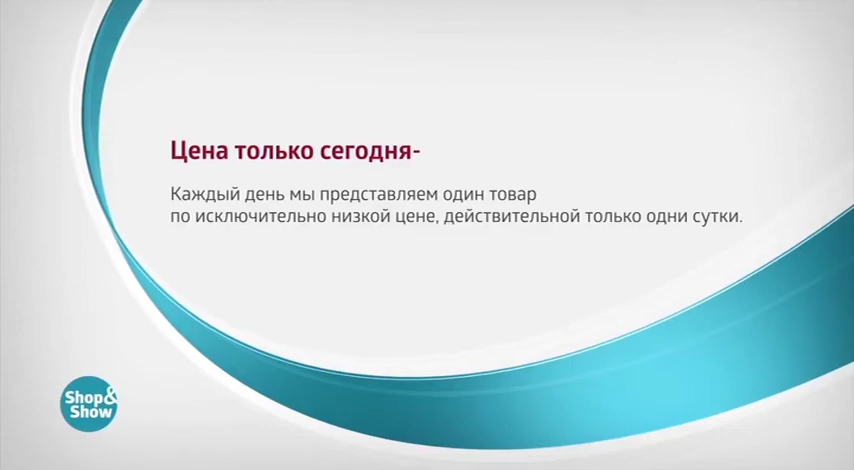 Цена только сегодня-
Каждый день мы представляем один товар
по исключительно низкой цене, действительной только одни сутки.
Shop&
Show